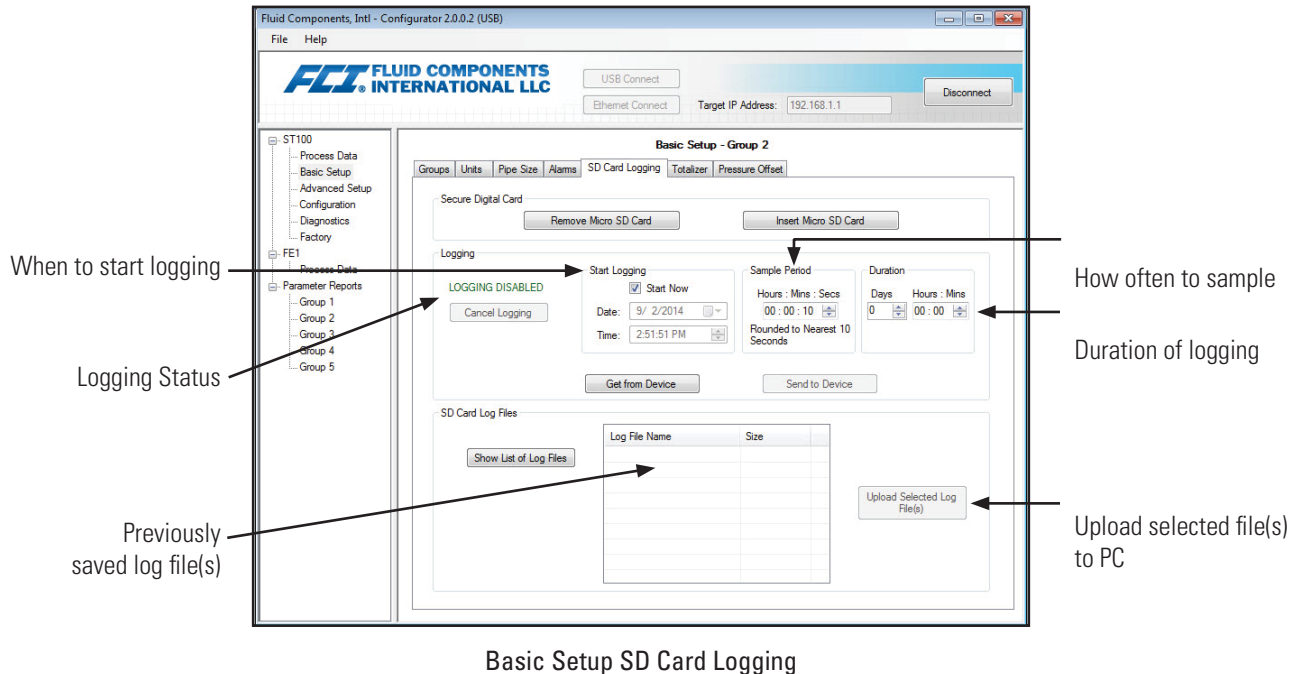 Fluid Components, Intl - Configurator 2.0.0.2 (USB)
File Help
FCI® FLUID COMPONENTS
INTERNATIONAL LLC
USB Connect
Ethernet Connect
Target IP Address: 192.168.1.1
Disconnect
ST100
Process Data
Basic Setup
Advanced Setup
Configuration
Diagnostics
Factory
FE1
Process Data
Parameter Reports
Group 1
Group 2
Group 3
Group 4
Group 5
Basic Setup - Group 2
Groups Units Pipe Size Alarms SD Card Logging Totalizer Pressure Offset
Secure Digital Card
Remove Micro SD Card Insert Micro SD Card
Logging
LOGGING DISABLED
Cancel Logging
Start Logging
Start Now
Date: 9/ 2/2014
Time: 2:51:51 PM
Sample Period
Hours : Mins : Secs
00 : 00 : 10
Rounded to Nearest 10
Seconds
Duration
Days Hours : Mins
0 00 : 00
Get from Device Send to Device
SD Card Log Files
Show List of Log Files
Log File Name Size
Upload Selected Log
File(s)
When to start logging
Logging Status
Previously
saved log file(s)
How often to sample
Duration of logging
Upload selected file(s)
to PC
Basic Setup SD Card Logging